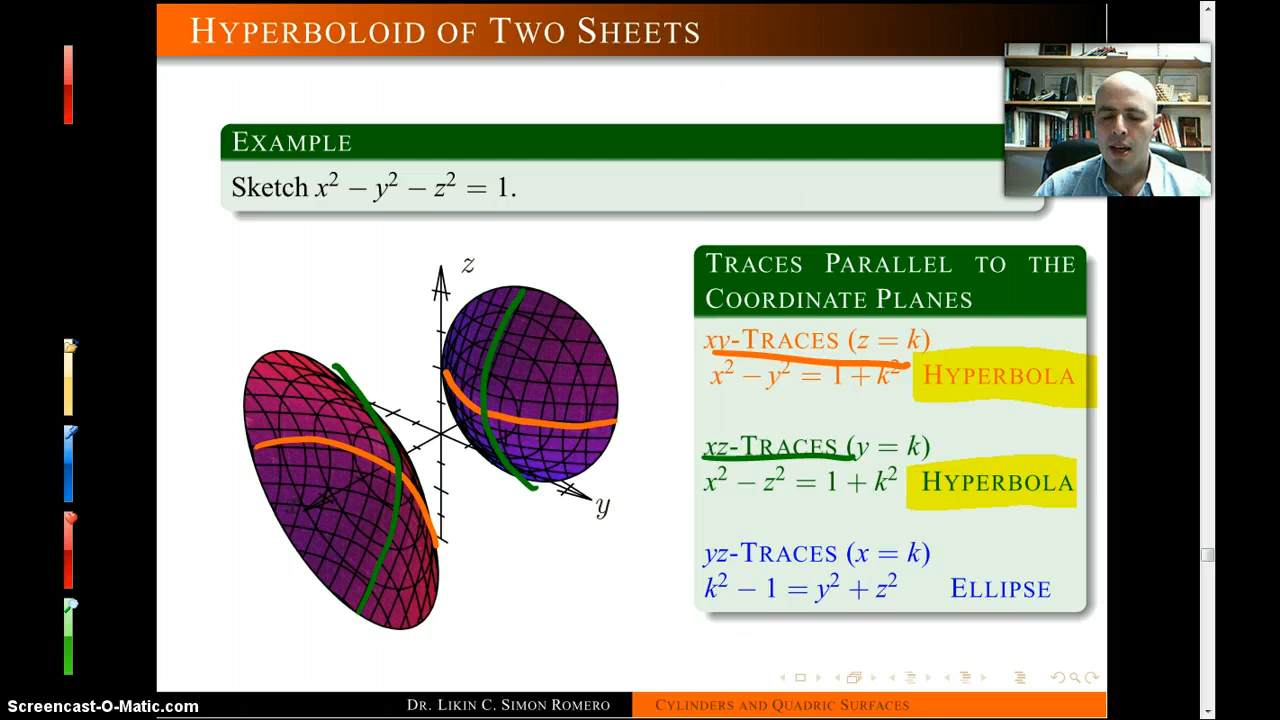 HYPERBOLOID OF TWO SHEETS
EXAMPLE
Sketch x² − y² − z² = 1.
z
y
TRACES PARALLEL TO THE
COORDINATE PLANES
xy-TRACES (z = k)
x² − y² = 1 + k² HYPERBOLA
xz-TRACES (y = k)
x² − z² = 1 + k² HYPERBOLA
yz-TRACES (x = k)
k² − 1 = y² + z² ELLIPSE
Screencast-O-Matic.com
DR. LIKIN C. SIMON ROMERO
CYLINDERS AND QUADRIC SURFACES